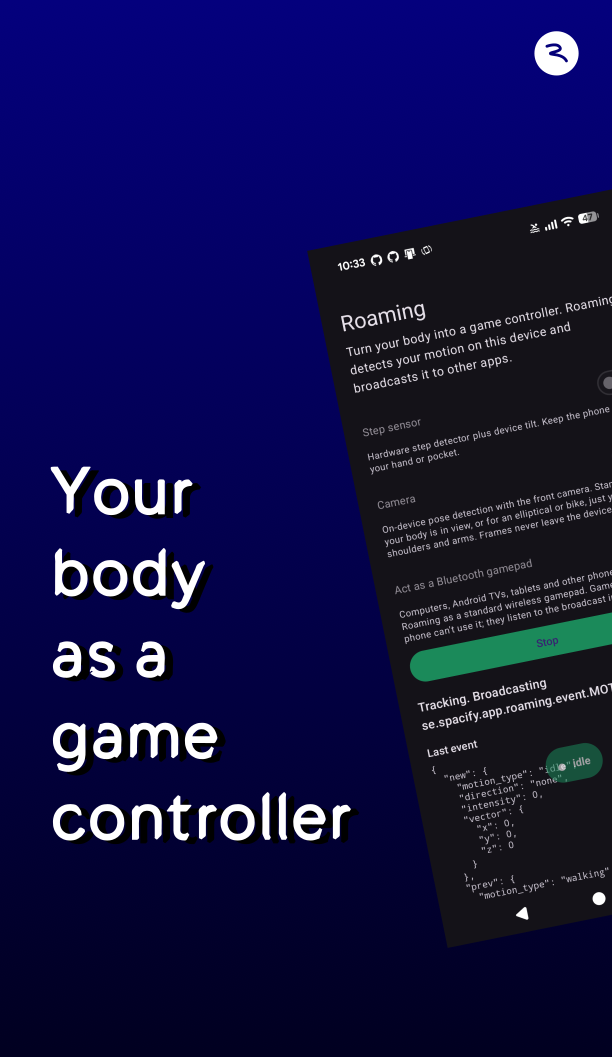 Your
body
as a
game
controller
10:33
47
Roaming
Turn your body into a game controller. Roaming
detects your motion on this device and
broadcasts it to other apps.
Step sensor
Hardware step detector plus device tilt. Keep the phone
your hand or pocket.
Camera
On-device pose detection with the front camera.
your body is in view, or for an elliptical or bike, just
shoulders and arms. Frames never leave the device
Act as a Bluetooth gamepad
Computers, Android TVs, tablets and other
Roaming as a standard wireless gamepad.
phone can't use it; they listen to the broadcast
Stop
Tracking. Broadcasting
se.spacify.app.roaming.event.MOT
Last event
{
"new": {
"motion_type": "idle",
"direction": "none",
"intensity": 0,
"vector": {
"x": 0,
"y": 0,
"z": 0
}
},
"prev": {
"motion_type": "walking"
idle